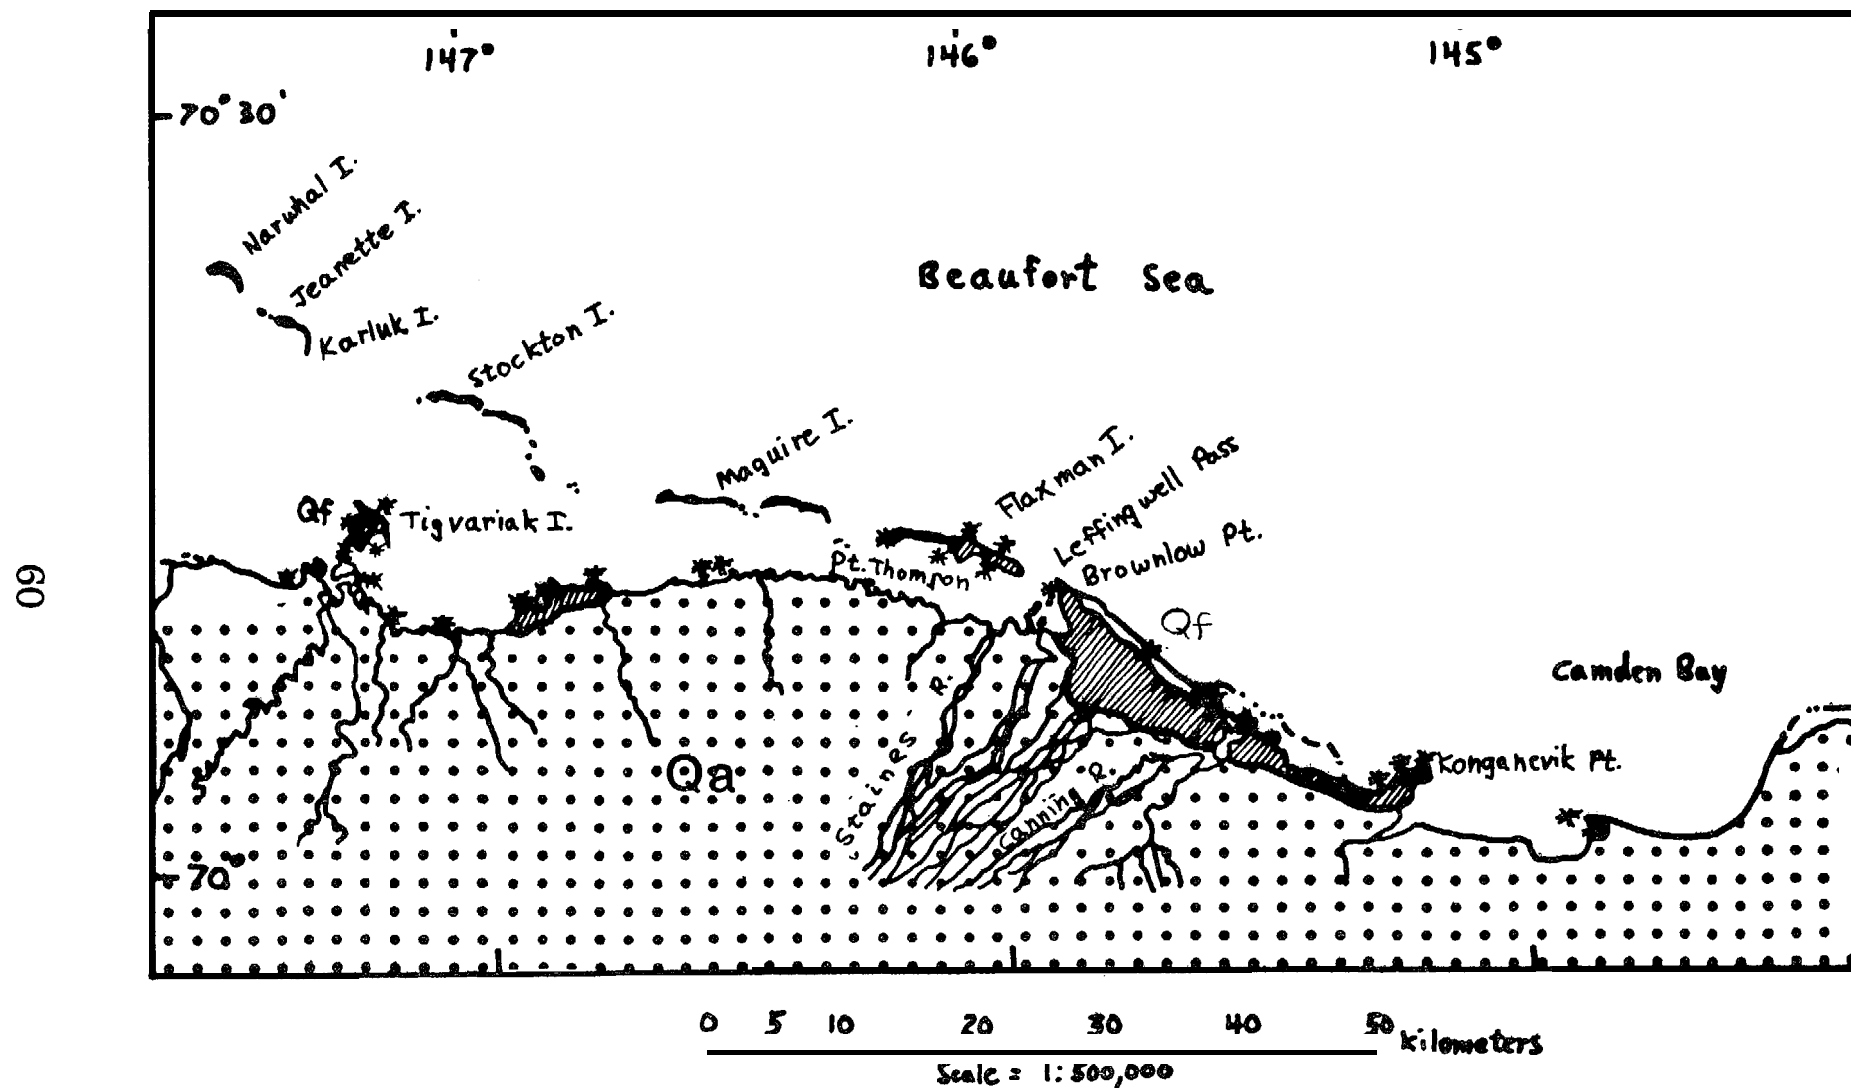 147° 146° 145°
70° 30'
Naruhal I.
Jeanette I.
Karluk I.
Beaufort Sea
Stockton I.
Maguire I.
Flaxman I.
Leffingwell Pass
Brownlow Pt.
Qf
Tigvariak I.
Pt. Thomson
Qf
60
Camden Bay
Konganevik Pt.
Qa
Staines R.
Canning R.
70°
0 5 10 20 30 40 50 Kilometers
Scale = 1:500,000